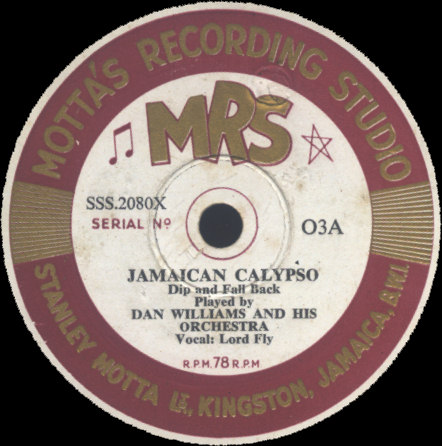 MOTTA'S RECORDING STUDIO
MRS
SSS.2080X
SERIAL Nº
O3A
JAMAICAN CALYPSO
Dip and Fall Back
Played by
DAN WILLIAMS AND HIS
ORCHESTRA
Vocal: Lord Fly
R.P.M. 78 R.P.M
STANLEY MOTTA LT., KINGSTON, JAMAICA, B.W.I.